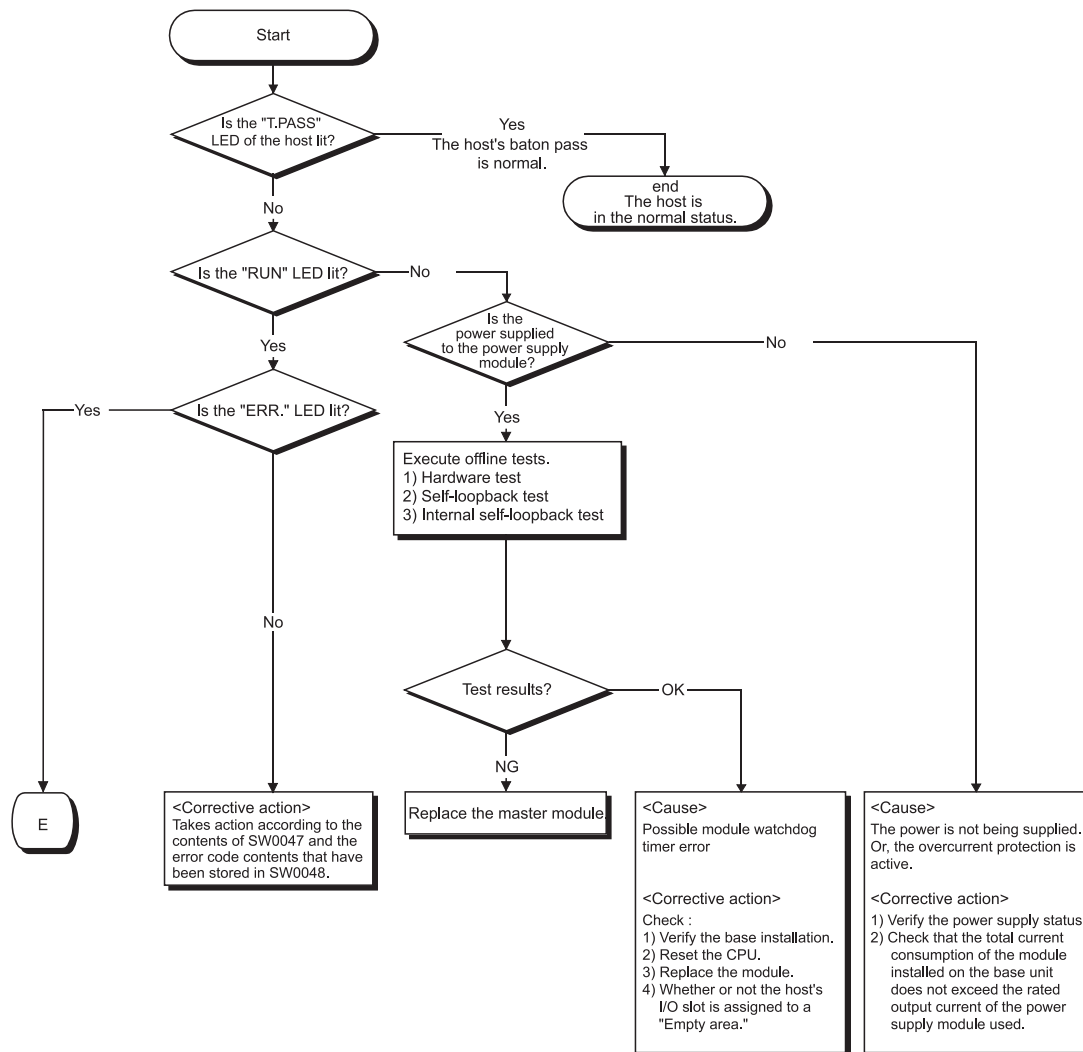 Start
Is the "T.PASS"
LED of the host lit?
Yes
The host's baton pass
is normal.
end
The host is
in the normal status.
No
Is the "RUN" LED lit?
No
Is the
power supplied
to the power supply
module?
No
Yes
Yes
Is the "ERR." LED lit?
Yes
Execute offline tests.
1) Hardware test
2) Self-loopback test
3) Internal self-loopback test
No
Test results?
OK
NG
E
<Corrective action>
Takes action according to the
contents of SW0047 and the
error code contents that have
been stored in SW0048.
Replace the master module.
<Cause>
Possible module watchdog
timer error
<Corrective action>
Check :
1) Verify the base installation.
2) Reset the CPU.
3) Replace the module.
4) Whether or not the host's
I/O slot is assigned to a
"Empty area."
<Cause>
The power is not being supplied.
Or, the overcurrent protection is
active.
<Corrective action>
1) Verify the power supply status
2) Check that the total current
consumption of the module
installed on the base unit
does not exceed the rated
output current of the power
supply module used.